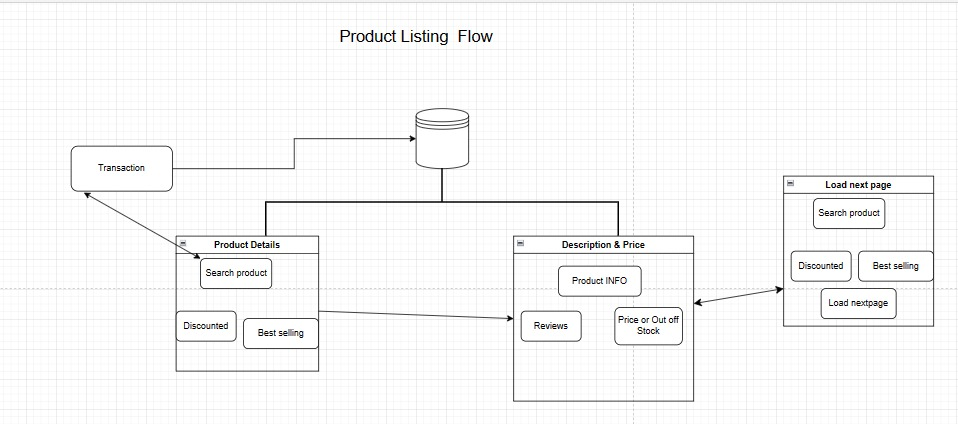 Product Listing  Flow
Transaction
Load next page
Search product
Discounted
Best selling
Load nextpage
Product Details
Search product
Discounted
Best selling
Description & Price
Product INFO
Reviews
Price or Out off
Stock